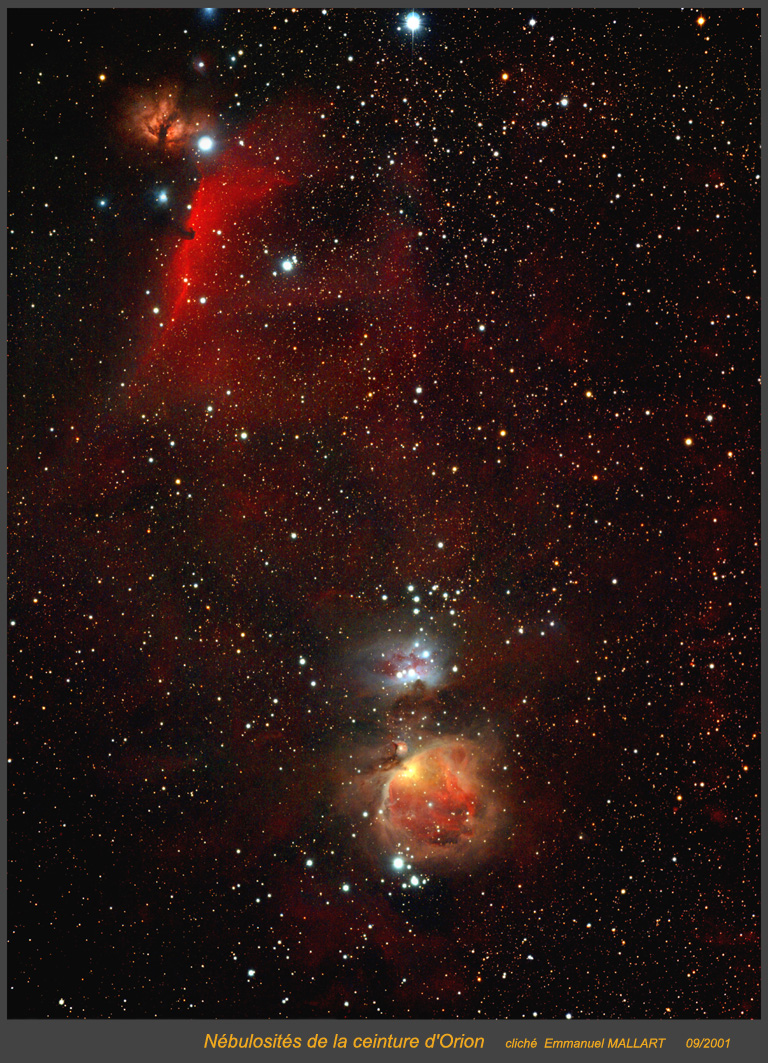 Nébulosités de la ceinture d'Orion cliché Emmanuel MALLART 09/2001